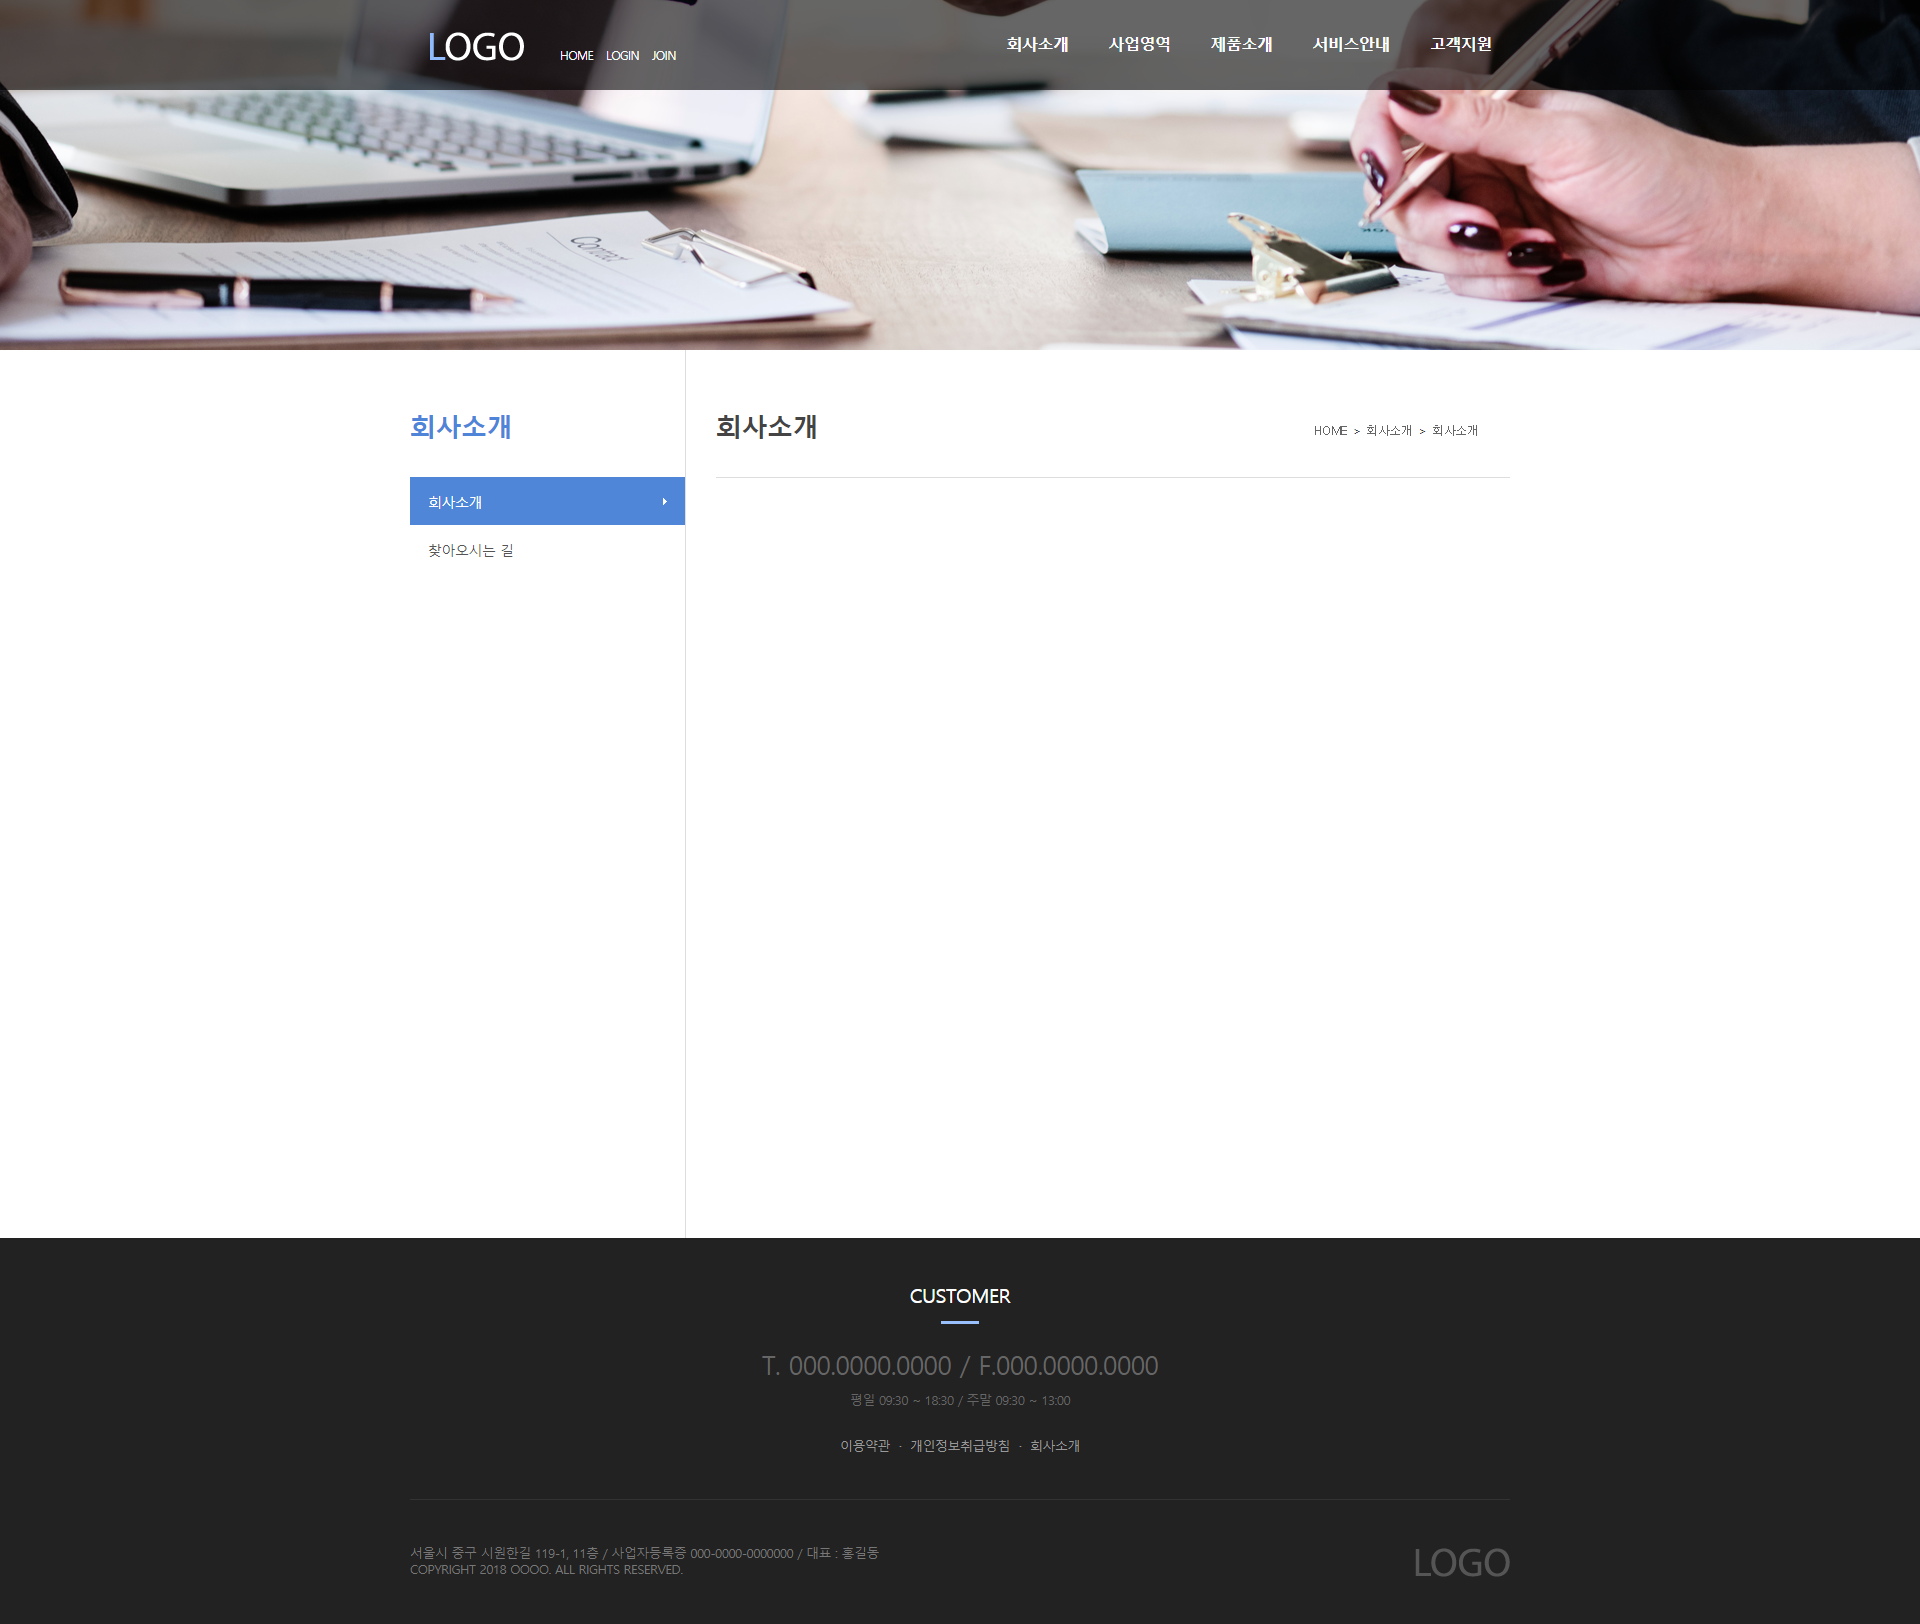 LOGO HOME LOGIN JOIN 회사소개 사업영역 제품소개 서비스안내 고객지원
Contract
회사소개
회사소개
찾아오시는 길
회사소개
HOME > 회사소개 > 회사소개
CUSTOMER
T. 000.0000.0000 / F.000.0000.0000
평일 09:30 ~ 18:30 / 주말 09:30 ~ 13:00
이용약관 · 개인정보취급방침 · 회사소개
서울시 중구 시원한길 119-1, 11층 / 사업자등록증 000-0000-0000000 / 대표 : 홍길동
COPYRIGHT 2018 OOOO. ALL RIGHTS RESERVED.
LOGO